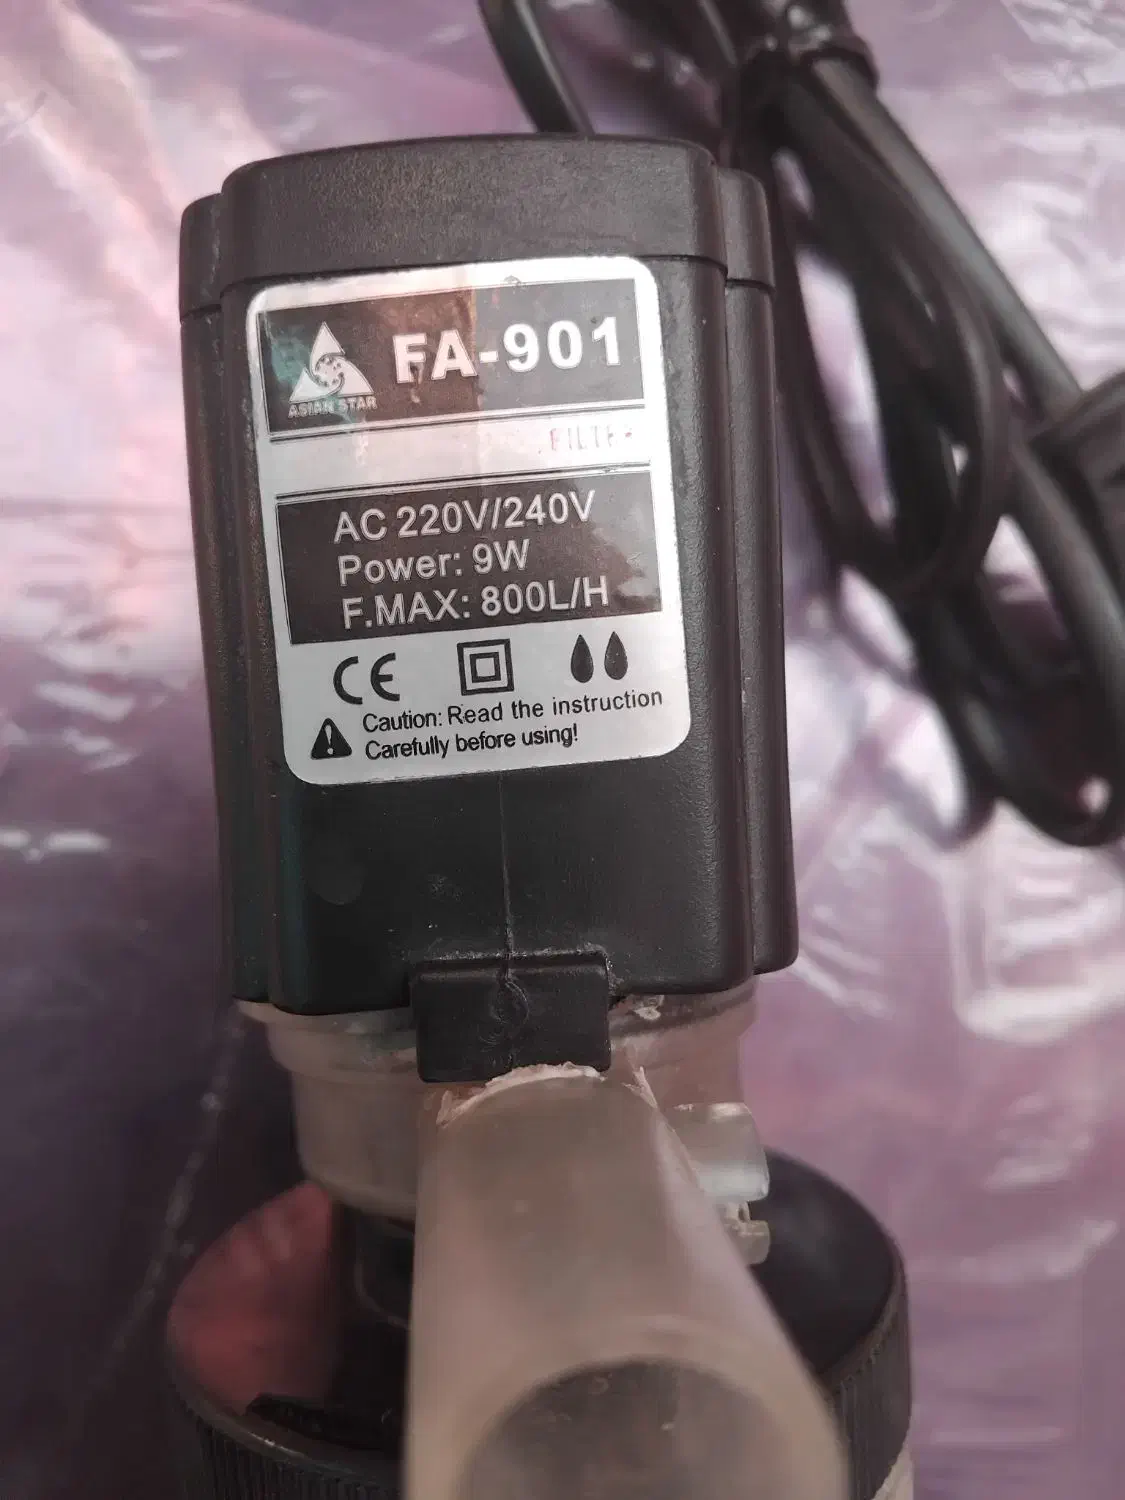 FA-901
ASIAN STAR
AC 220V/240V
Power: 9W
F.MAX: 800L/H
CE
Caution: Read the instruction
Carefully before using!